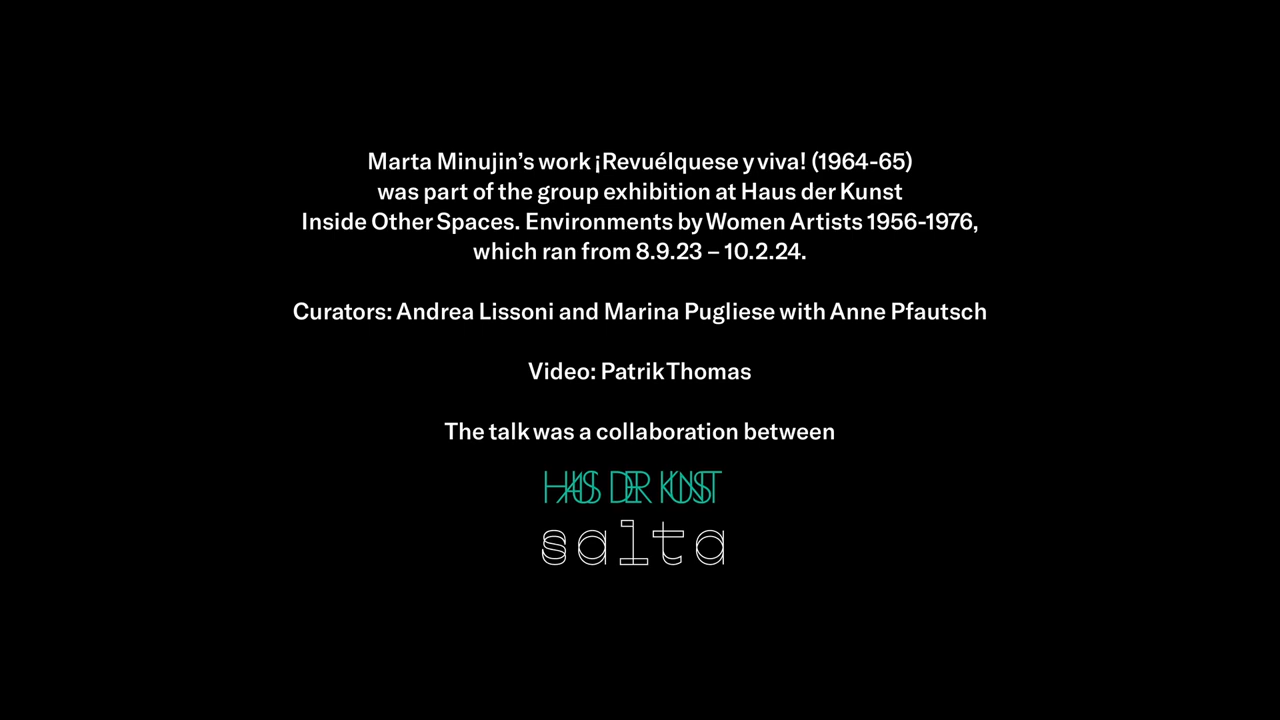 Marta Minujin’s work ¡Revuélquese y viva! (1964-65)
was part of the group exhibition at Haus der Kunst
Inside Other Spaces. Environments by Women Artists 1956-1976,
which ran from 8.9.23 – 10.2.24.
Curators: Andrea Lissoni and Marina Pugliese with Anne Pfautsch
Video: Patrik Thomas
The talk was a collaboration between
HAUS DER KUNST
salta